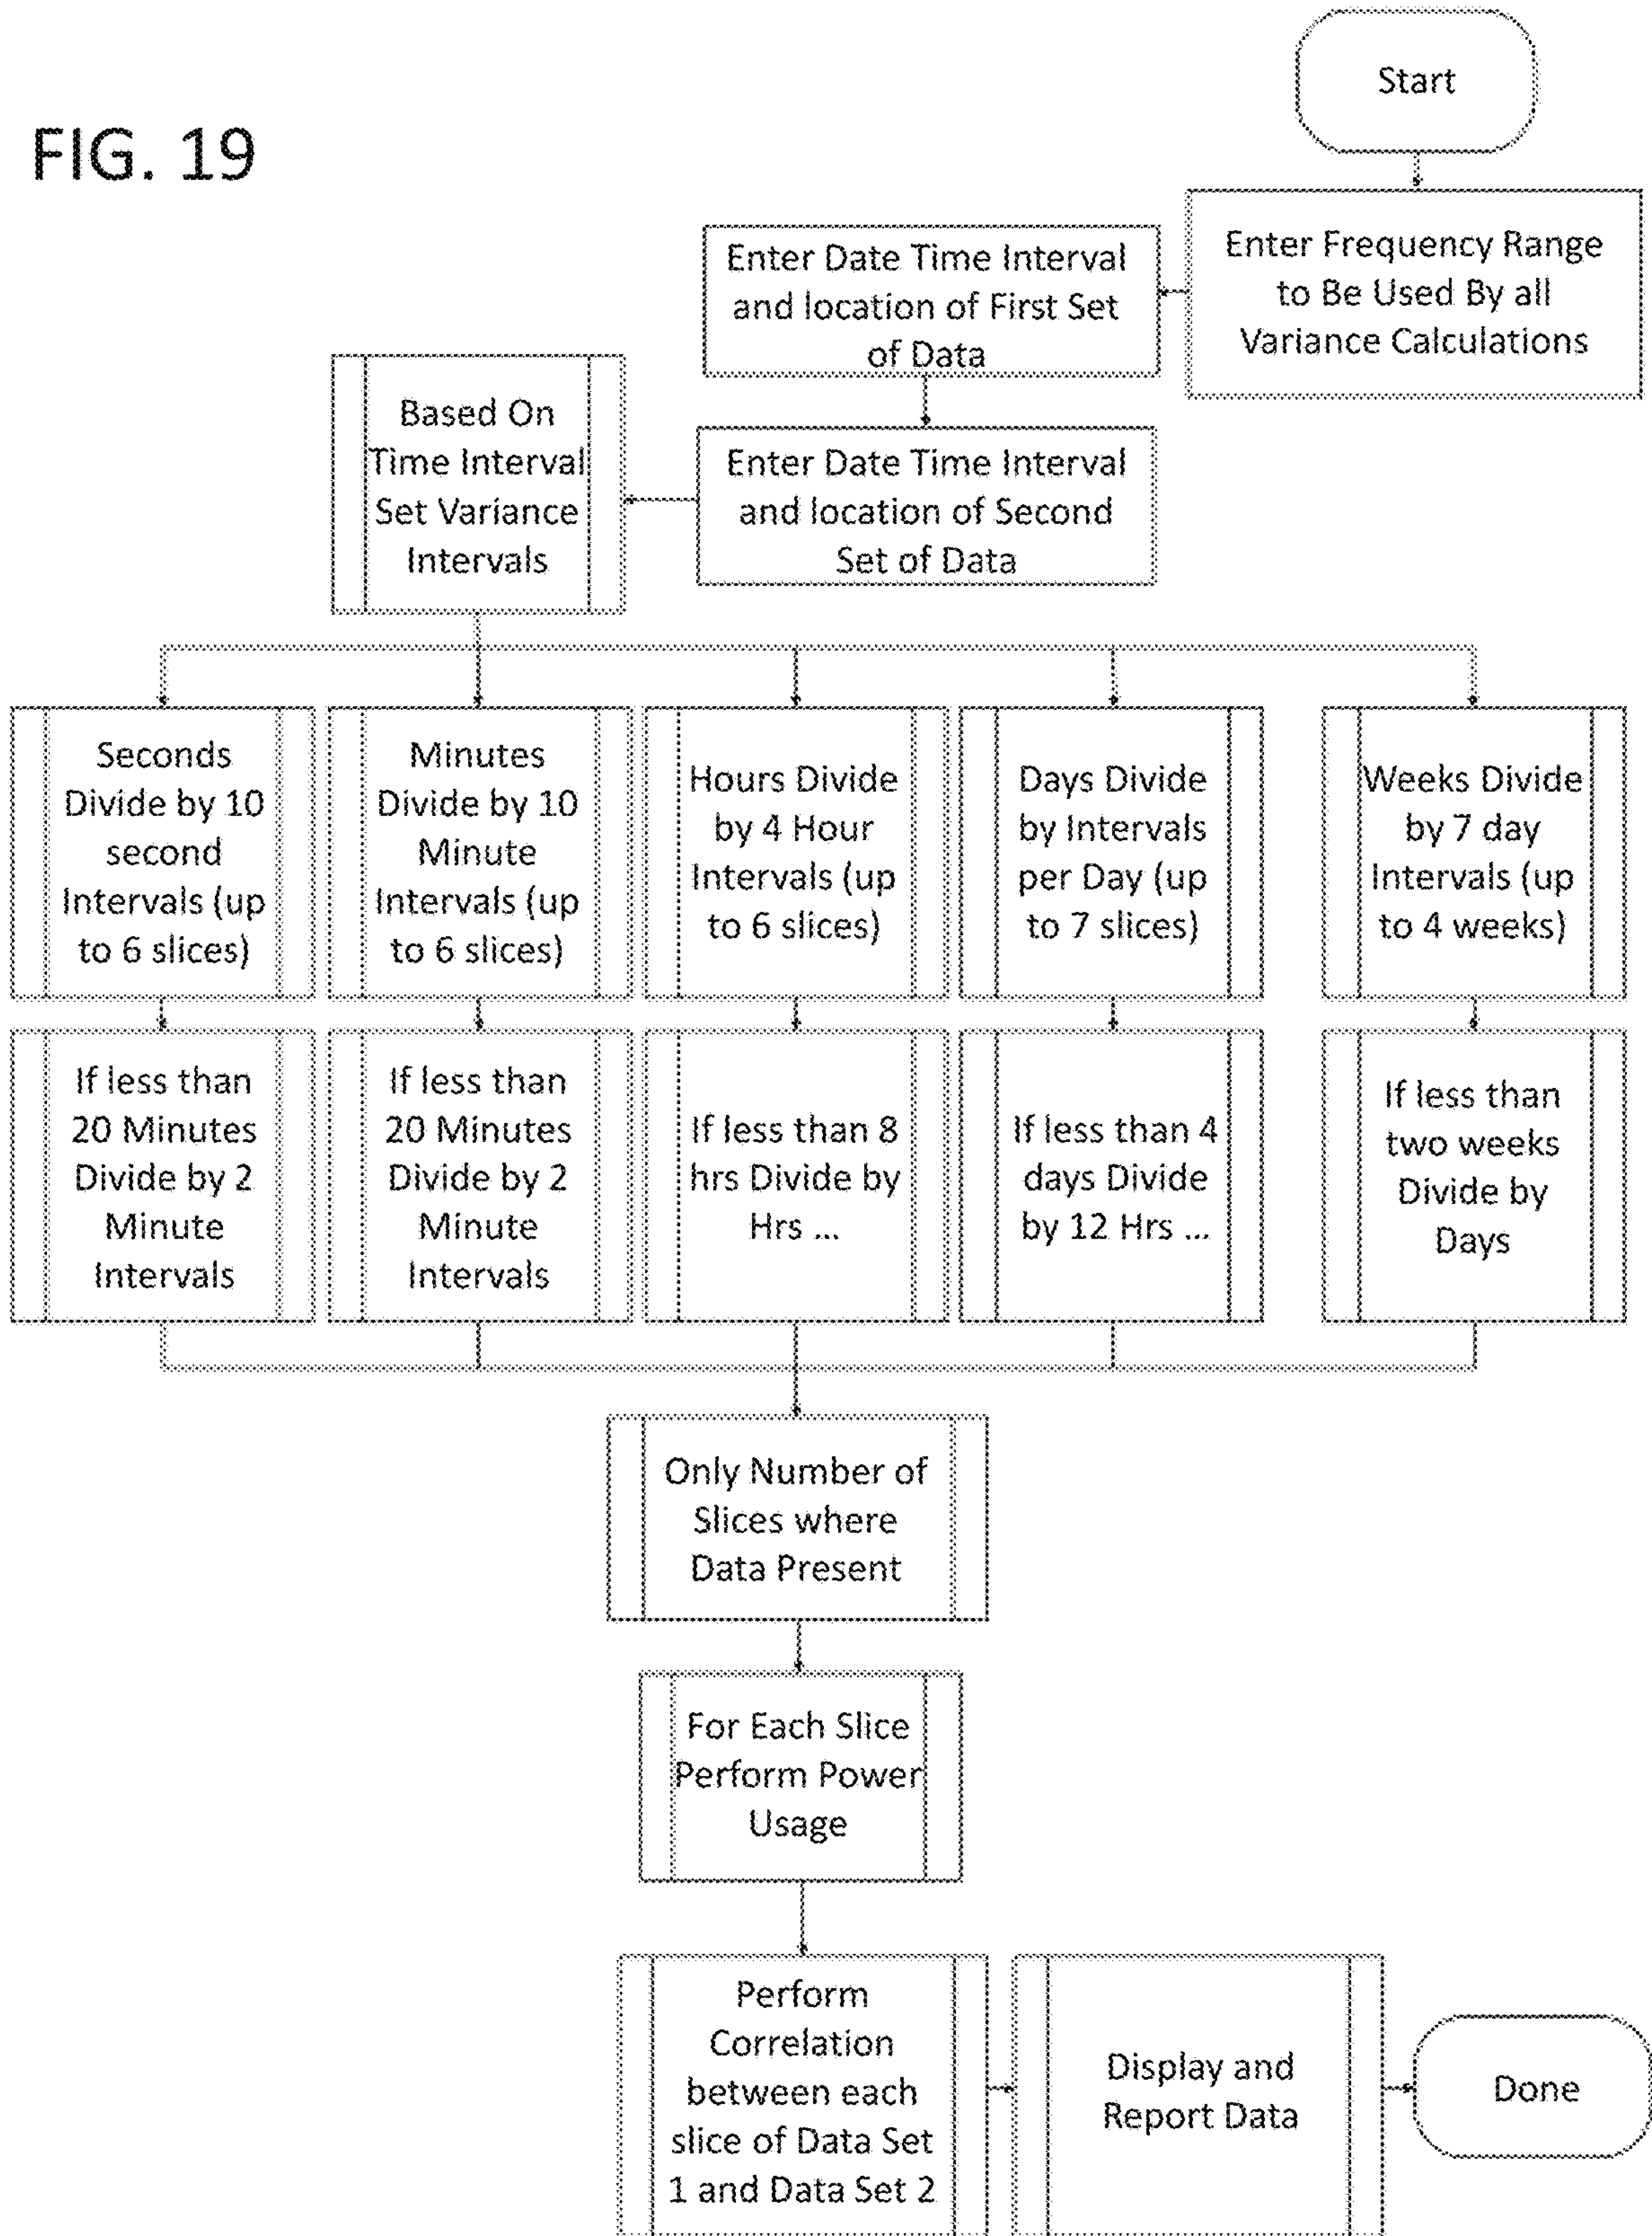 FIG. 19
Start
Enter Frequency Range
to Be Used By all
Variance Calculations
Enter Date Time Interval
and location of First Set
of Data
Enter Date Time Interval
and location of Second
Set of Data
Based On
Time Interval
Set Variance
Intervals
Seconds
Divide by 10
second
Intervals (up
to 6 slices)
Minutes
Divide by 10
Minute
Intervals (up
to 6 slices)
Hours Divide
by 4 Hour
Intervals (up
to 6 slices)
Days Divide
by Intervals
per Day (up
to 7 slices)
Weeks Divide
by 7 day
Intervals (up
to 4 weeks)
If less than
20 Minutes
Divide by 2
Minute
Intervals
If less than
20 Minutes
Divide by 2
Minute
Intervals
If less than 8
hrs Divide by
Hrs ...
If less than 4
days Divide
by 12 Hrs ...
If less than
two weeks
Divide by
Days
Only Number of
Slices where
Data Present
For Each Slice
Perform Power
Usage
Perform
Correlation
between each
slice of Data Set
1 and Data Set 2
Display and
Report Data
Done